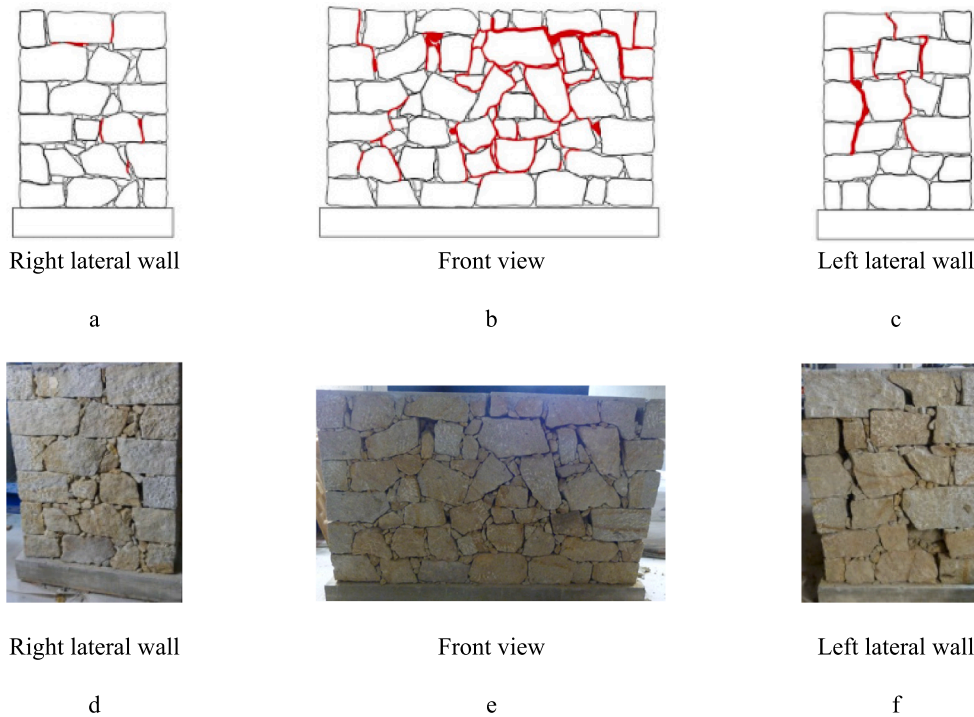 Right lateral wall
Front view
Left lateral wall
a
b
c
Right lateral wall
Front view
Left lateral wall
d
e
f